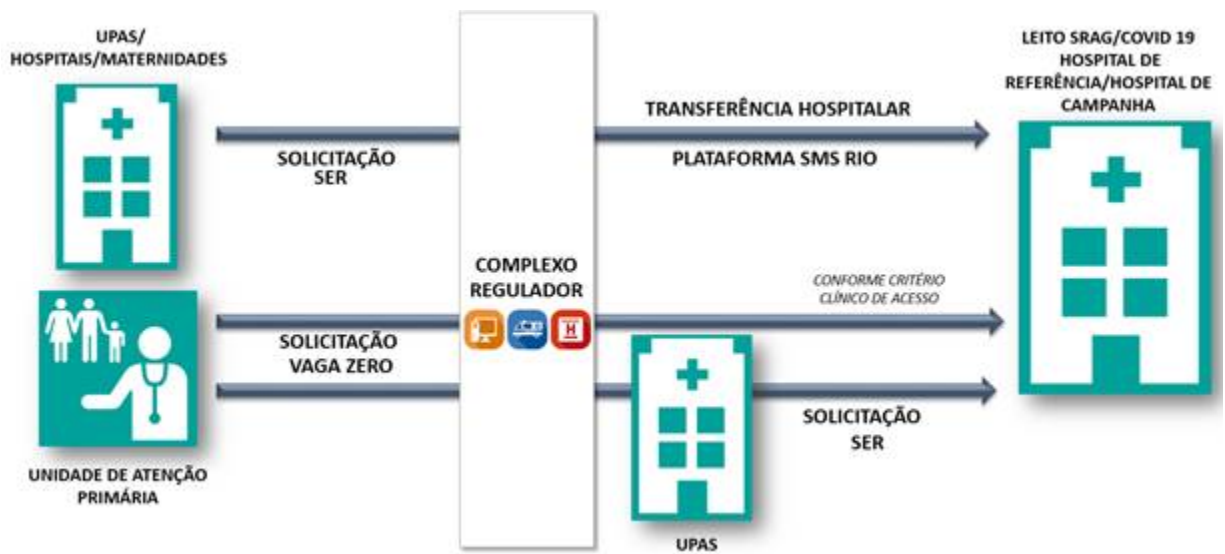 UPAS/
HOSPITAIS/MATERNIDADES
SOLICITAÇÃO
SER
TRANSFERÊNCIA HOSPITALAR
PLATAFORMA SMS RIO
LEITO SRAG/COVID 19
HOSPITAL DE
REFERÊNCIA/HOSPITAL DE
CAMPANHA
COMPLEXO
REGULADOR
H
CONFORME CRITÉRIO
CLÍNICO DE ACESSO
SOLICITAÇÃO
VAGA ZERO
SOLICITAÇÃO
SER
UNIDADE DE ATENÇÃO
PRIMÁRIA
UPAS